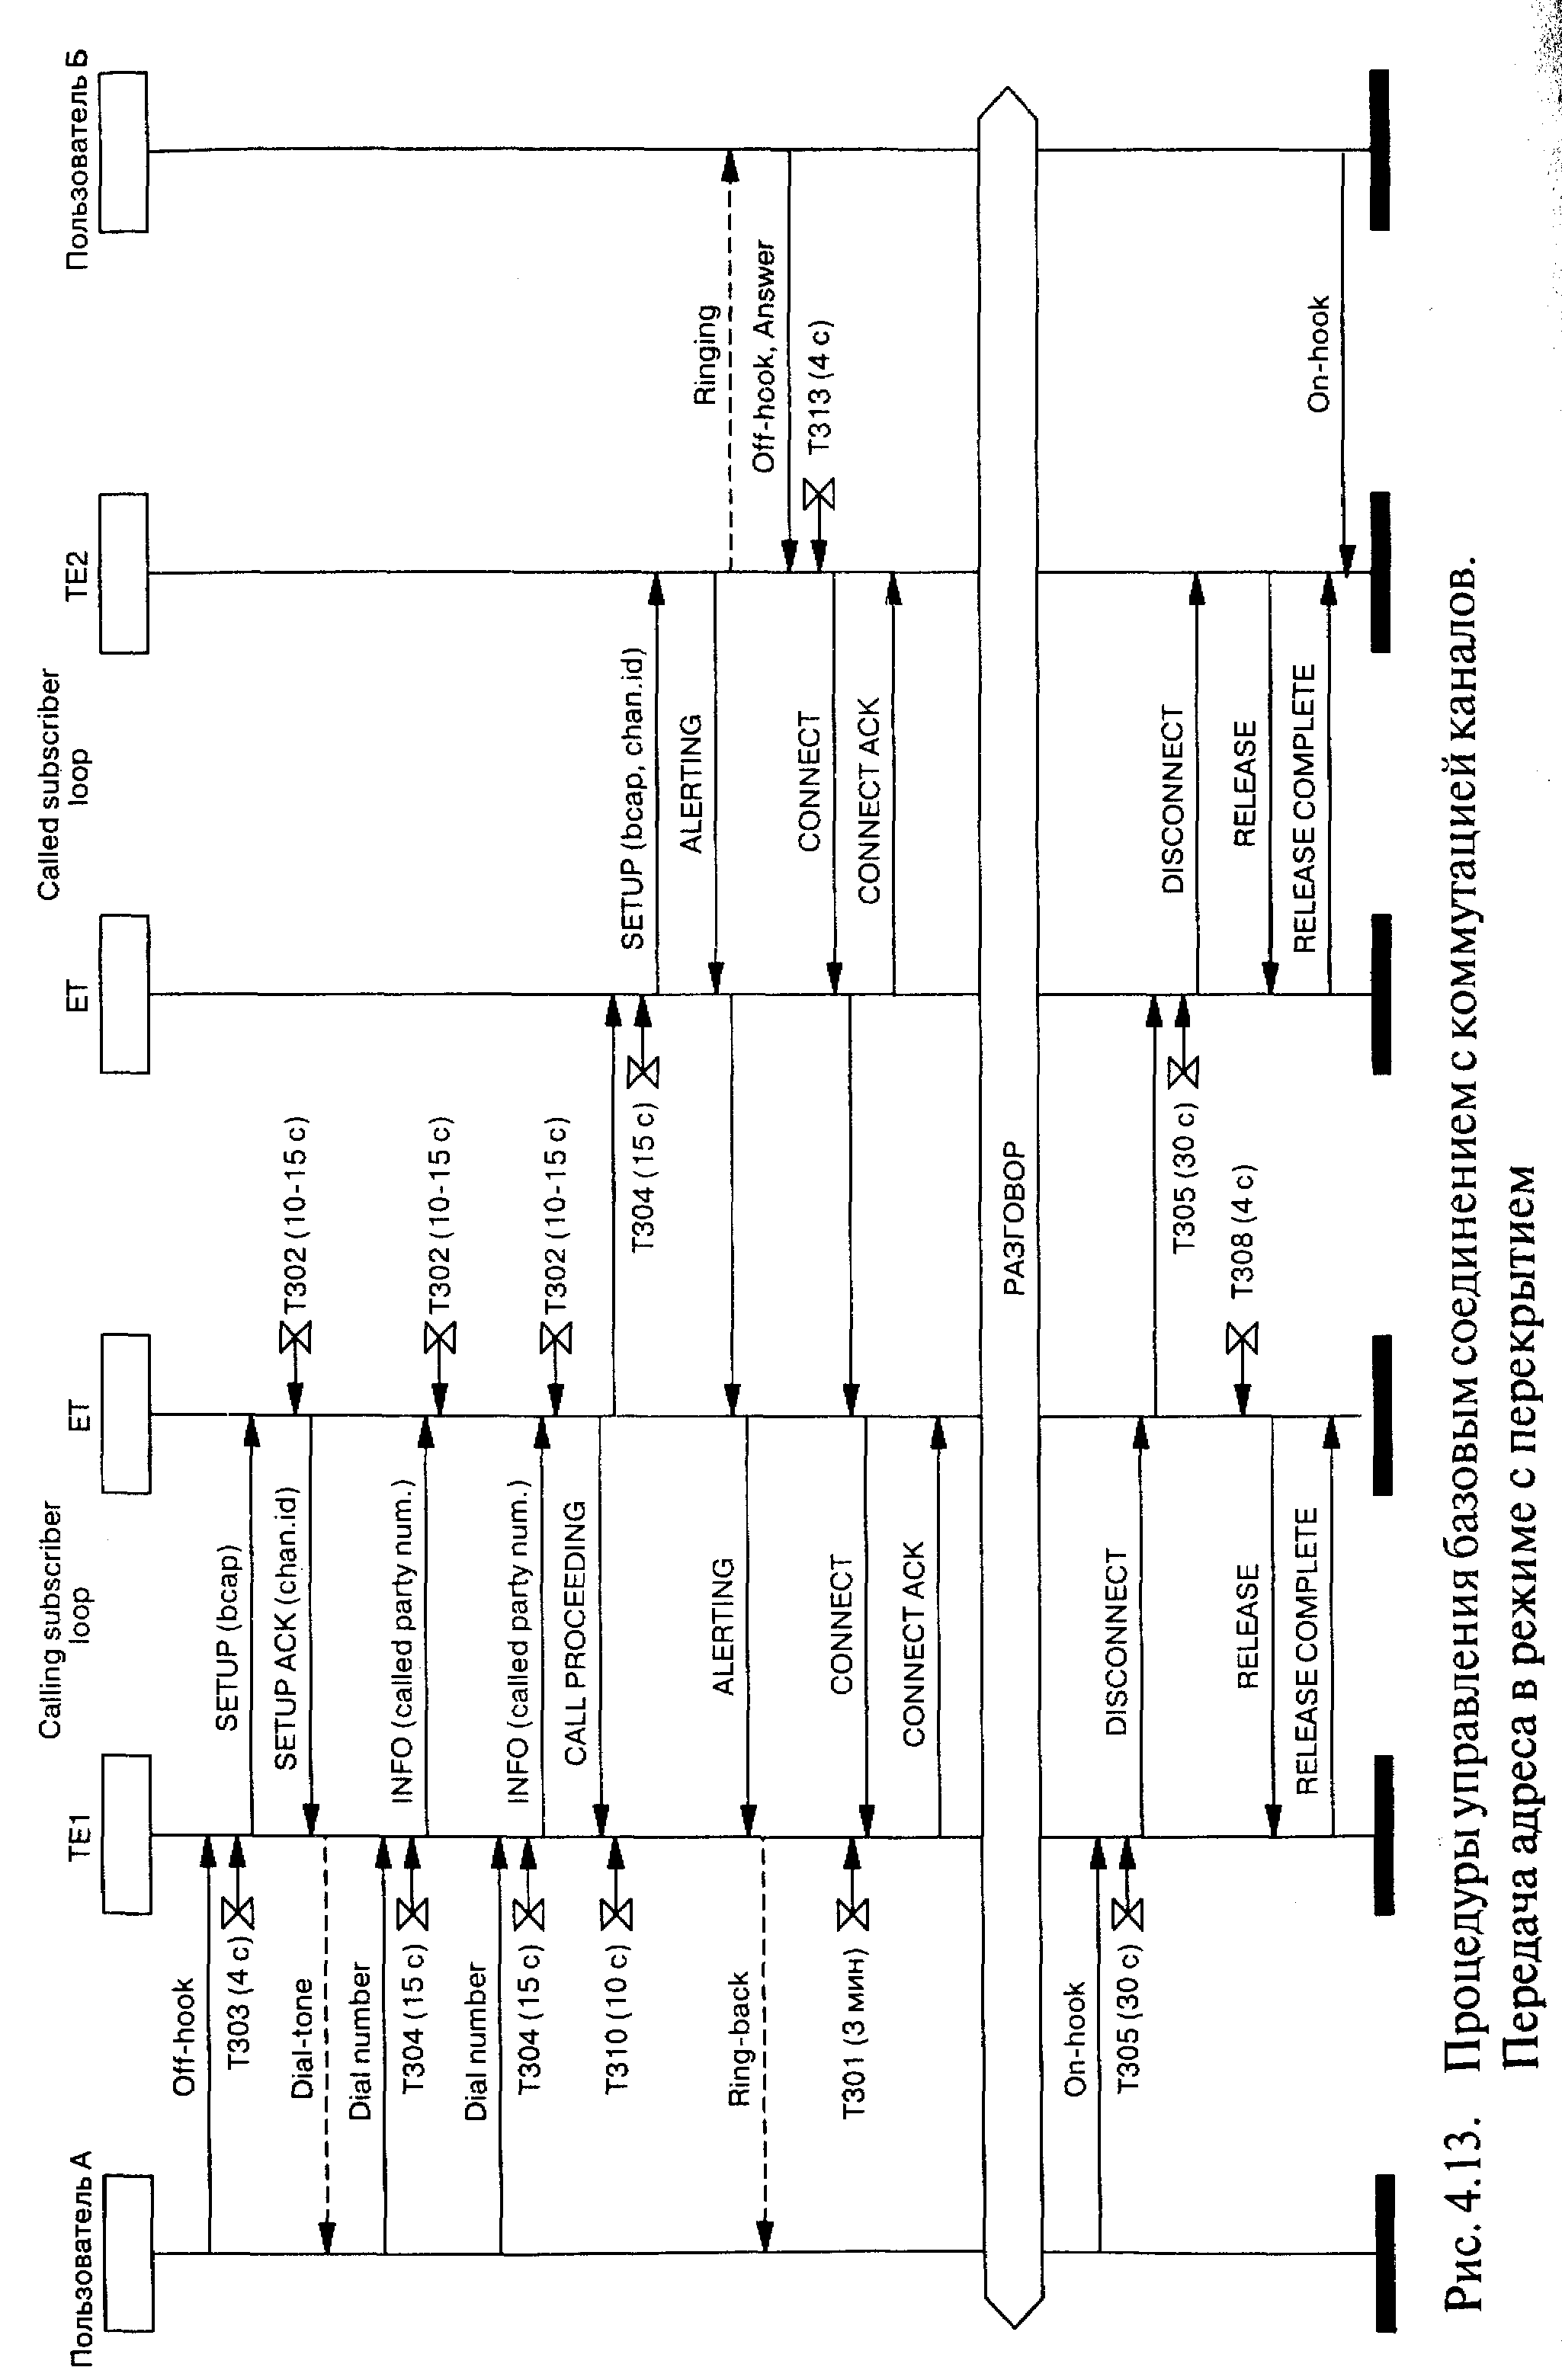 Calling subscriber
loop
Called subscriber
loop
Пользователь А
TE1
ET
ET
TE2
Пользователь Б
Off-hook
T303 (4 с)
SETUP (bcap)
T302 (10-15 с)
SETUP ACK (chan.id)
Dial-tone
Dial number
T304 (15 с)
INFO (called party num.)
T302 (10-15 с)
Dial number
T304 (15 с)
INFO (called party num.)
T302 (10-15 с)
CALL PROCEEDING
T310 (10 с)
T304 (15 с)
SETUP (bcap, chan.id)
ALERTING
Ringing
ALERTING
Ring-back
Off-hook, Answer
T313 (4 с)
CONNECT
T301 (3 мин)
CONNECT
CONNECT ACK
CONNECT ACK
РАЗГОВОР
On-hook
T305 (30 с)
DISCONNECT
T305 (30 с)
DISCONNECT
T308 (4 с)
RELEASE
RELEASE
RELEASE COMPLETE
RELEASE COMPLETE
On-hook
Рис. 4.13. Процедуры управления базовым соединением с коммутацией каналов.
Передача адреса в режиме с перекрытием